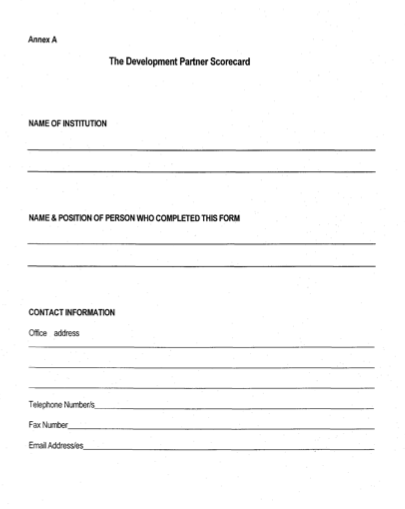 Annex A
The Development Partner Scorecard
NAME OF INSTITUTION
NAME & POSITION OF PERSON WHO COMPLETED THIS FORM
CONTACT INFORMATION
Office address
Telephone Number/s
Fax Number
Email Address/es